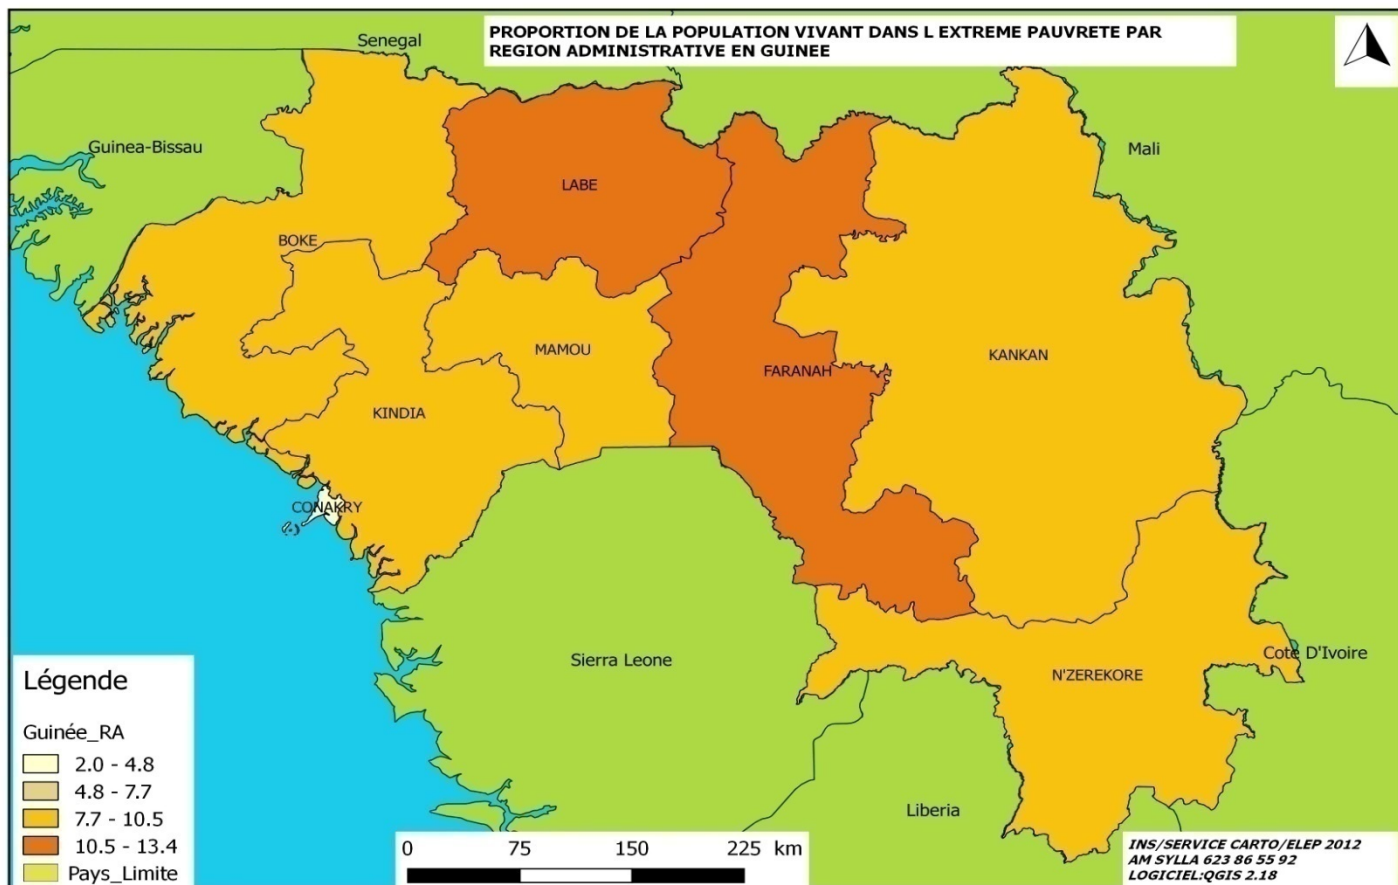 PROPORTION DE LA POPULATION VIVANT DANS L EXTREME PAUVRETE PAR
REGION ADMINISTRATIVE EN GUINEE
Senegal
Guinea-Bissau
Mali
LABE
BOKE
MAMOU
KANKAN
FARANAH
KINDIA
CONAKRY
Sierra Leone
Cote D'Ivoire
N'ZEREKORE
Liberia
Légende
Guinée_RA
2.0 - 4.8
4.8 - 7.7
7.7 - 10.5
10.5 - 13.4
Pays_Limite
0 75 150 225 km
INS/SERVICE CARTO/ELEP 2012
AM SYLLA 623 86 55 92
LOGICIEL:QGIS 2.18